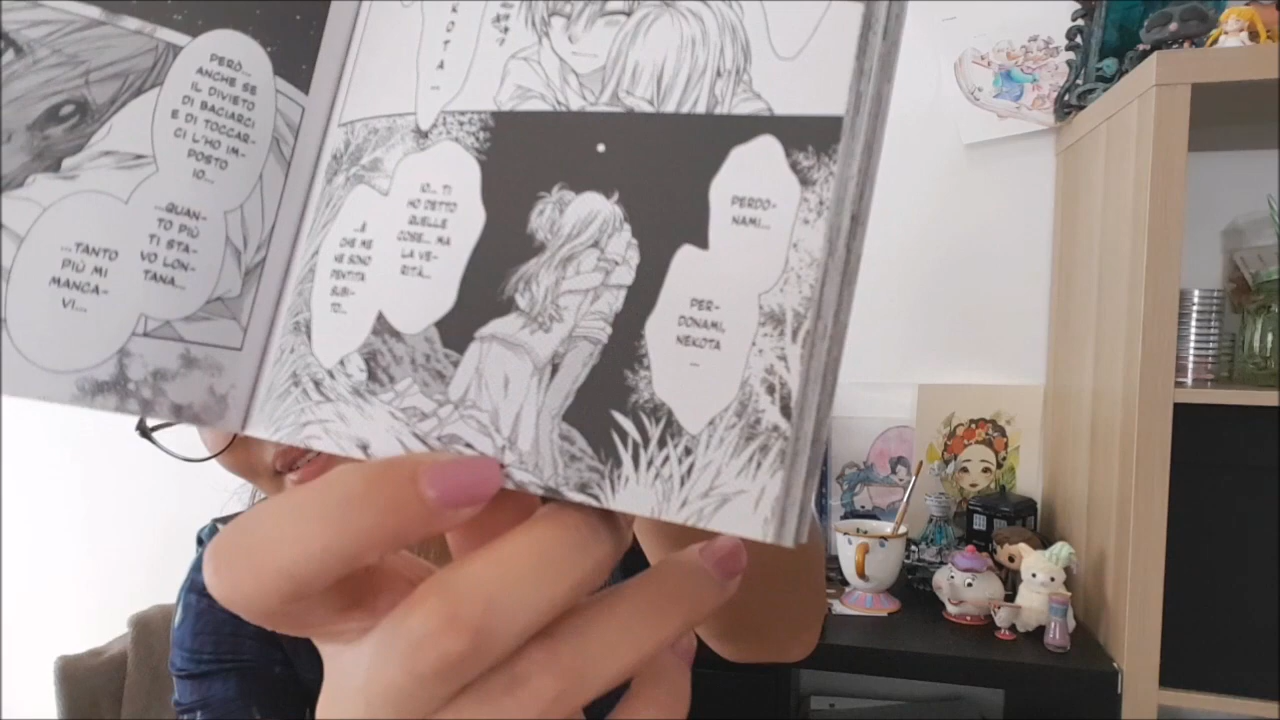 PERÒ...
ANCHE SE
IL DIVIETO
DI BACIARCI
E DI TOCCAR-
CI L'HO IM-
POSTO
IO...
...QUAN-
TO PIÙ
TI STA-
VO LON-
TANA...
...TANTO
PIÙ MI
MANCA-
VI...
KOTA...
PERDO-
NAMI...
PER-
DONAMI,
NEKOTA
...
IO... TI
HO DETTO
QUELLE
COSE... MA
LA VE-
RITÀ...
...È
CHE ME
NE SONO
PENTITA
SUBI-
TO...